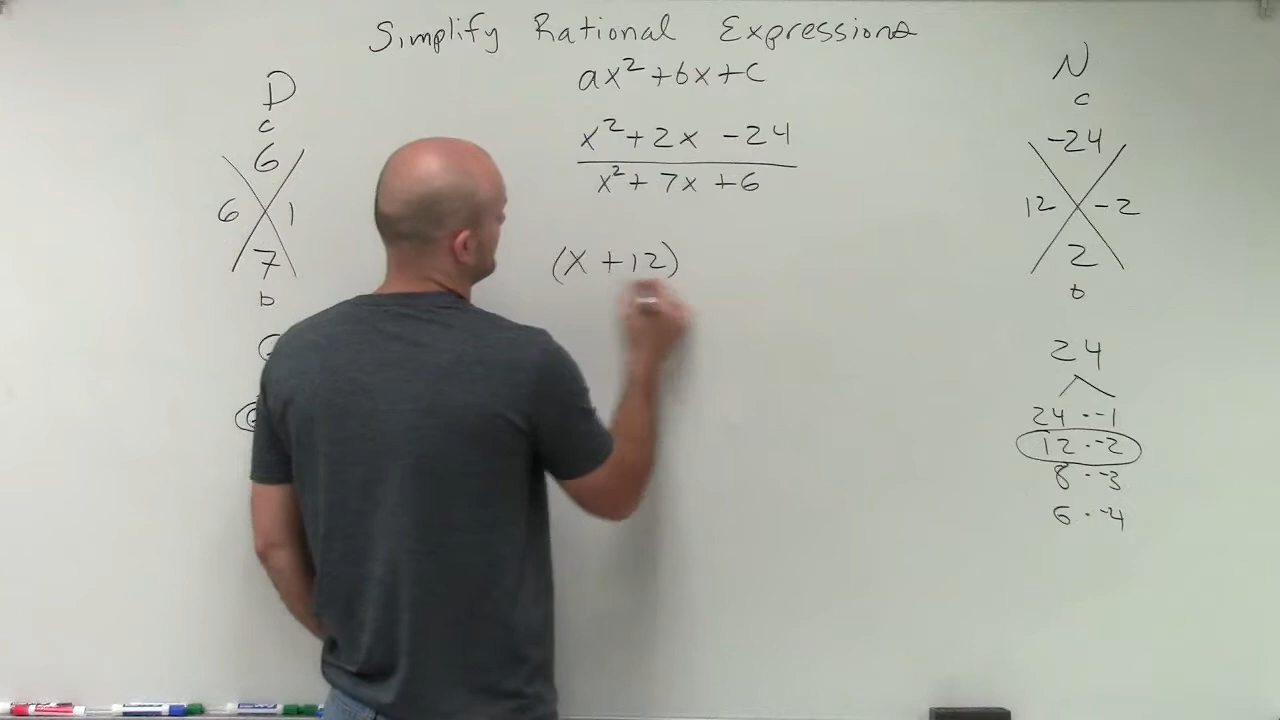 Simplify Rational Expressions
ax² + bx + c
x² + 2x - 24
x² + 7x + 6
(x + 12)
D
c
6
6 1
7
b
N
c
-24
12 -2
2
b
24
24 · -1
12 · -2
8 · -3
6 · -4